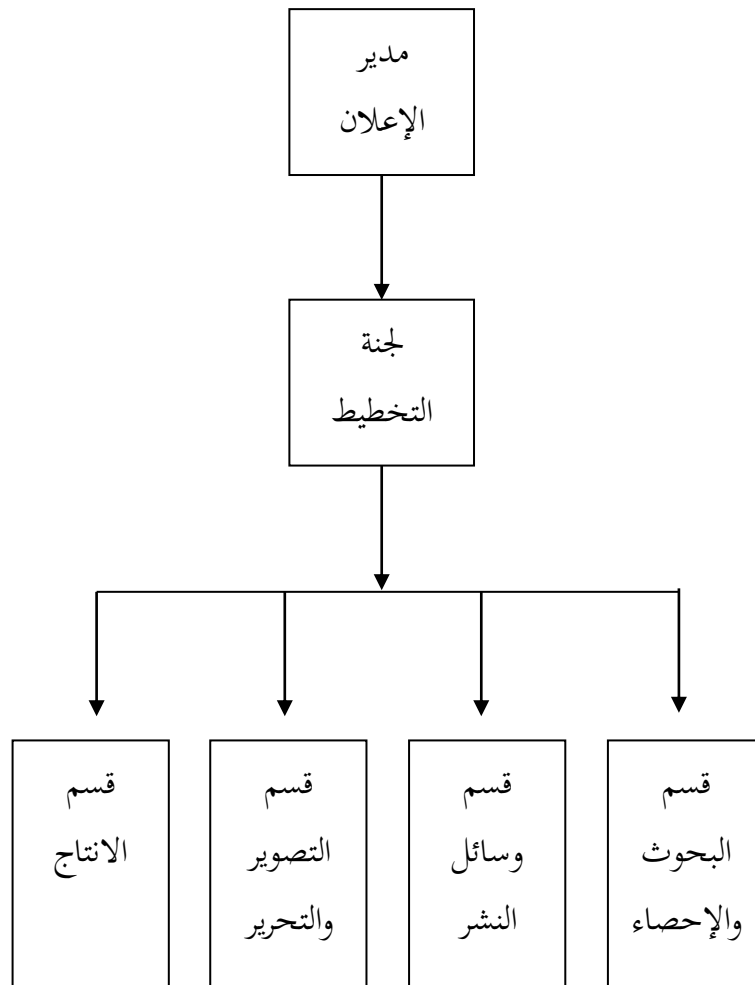 مدير
الإعلان
لجنة
التخطيط
قسم
البحوث
والإحصاء
قسم
وسائل
النشر
قسم
التصوير
والتحرير
قسم
الانتاج